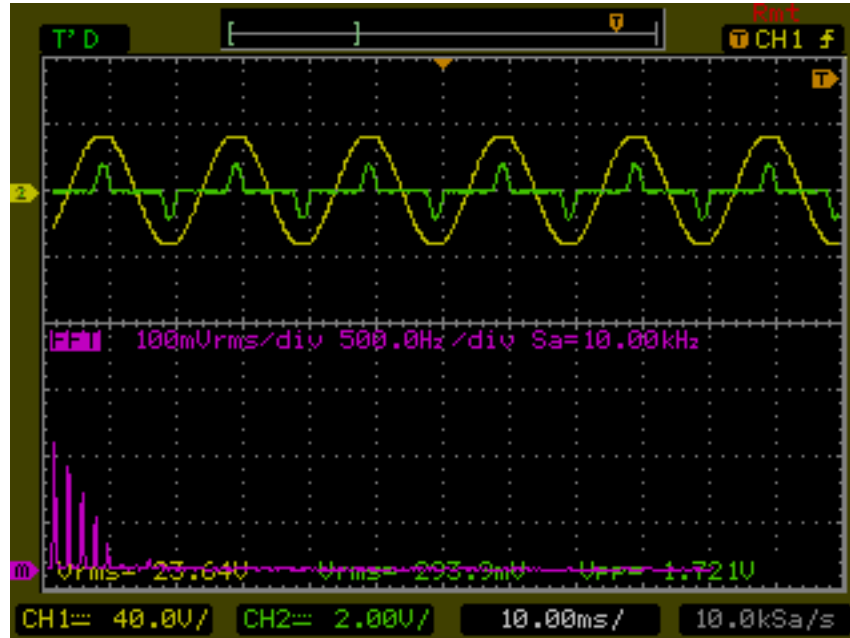 Rmt
T'D T T CH1
T
2
FFT 100mVrms/div 500.0Hz/div Sa=10.00kHz
m Vrms= 23.64V Vrms= 293.9mV VPP= 1.721V
CH1 40.0V/ CH2 2.00V/ 10.00ms/ 10.0kSa/s